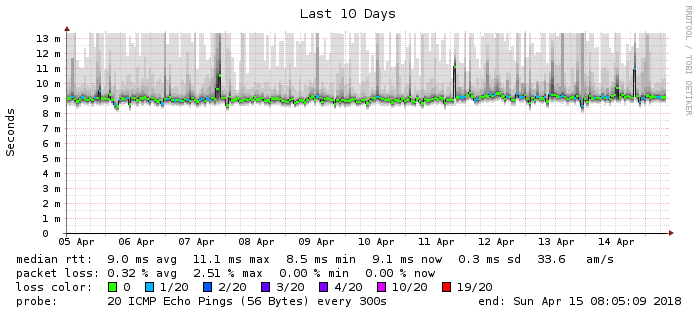 Last 10 Days
RRDTOOL / TOBI OETIKER
Seconds
13 m
12 m
11 m
10 m
9 m
8 m
7 m
6 m
5 m
4 m
3 m
2 m
1 m
0
05 Apr 06 Apr 07 Apr 08 Apr 09 Apr 10 Apr 11 Apr 12 Apr 13 Apr 14 Apr
median rtt: 9.0 ms avg 11.1 ms max 8.5 ms min 9.1 ms now 0.3 ms sd 33.6 am/s
packet loss: 0.32 % avg 2.51 % max 0.00 % min 0.00 % now
loss color: 0 1/20 2/20 3/20 4/20 10/20 19/20
probe: 20 ICMP Echo Pings (56 Bytes) every 300s end: Sun Apr 15 08:05:09 2018